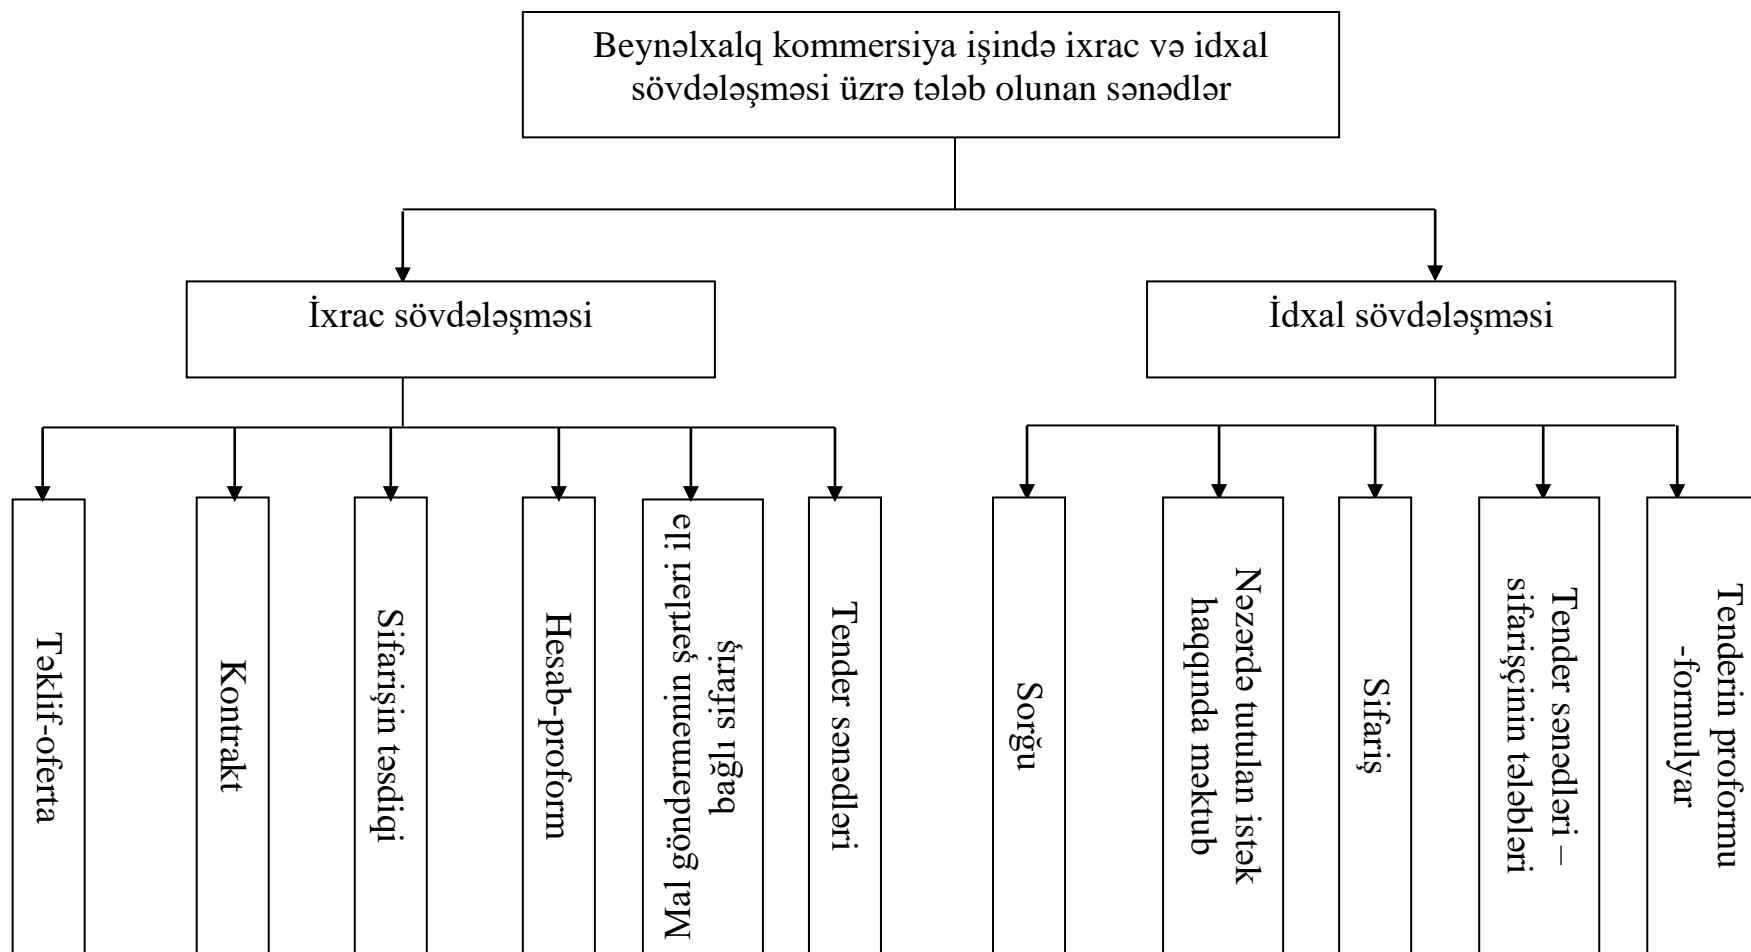 Beynəlxalq kommersiya işində ixrac və idxal
sövdələşməsi üzrə tələb olunan sənədlər
İxrac sövdələşməsi
İdxal sövdələşməsi
Təklif-oferta
Kontrakt
Sifarişin təsdiqi
Hesab-proform
Mal göndərmənin şərtləri ilə
bağlı sifariş
Tender sənədləri
Sorğu
Nəzərdə tutulan istək
haqqında məktub
Sifariş
Tender sənədləri –
sifarişçinin tələbləri
Tenderin proformu
-formulyar